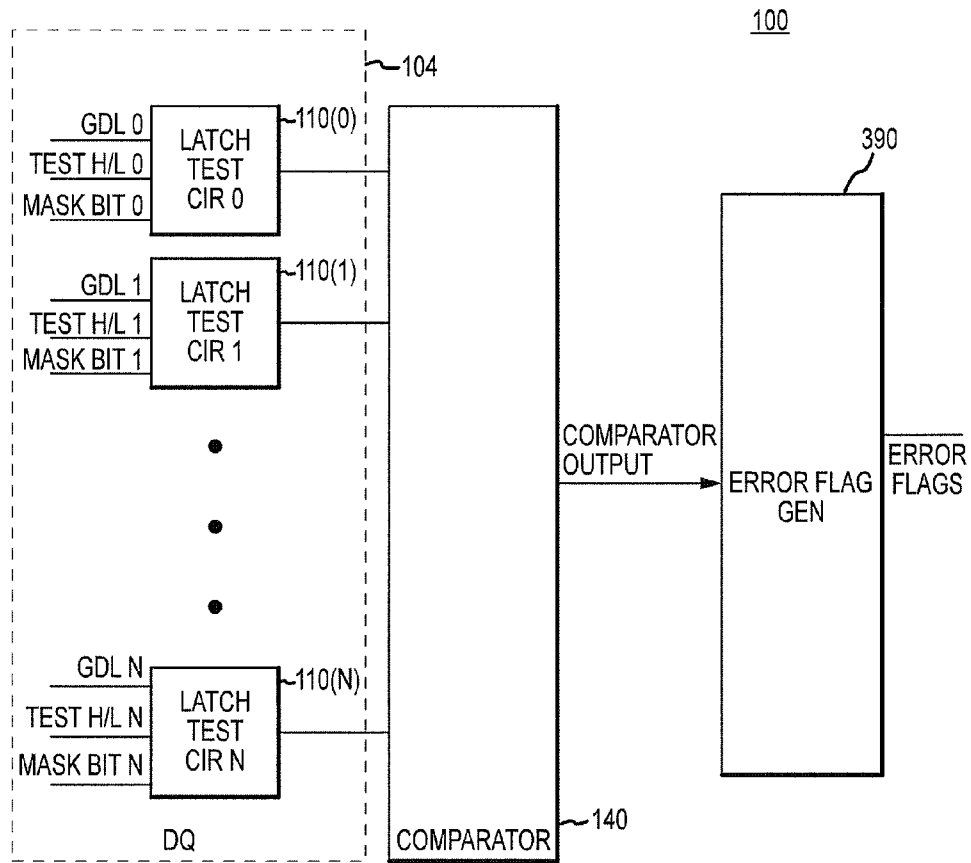 100
104
GDL 0
TEST H/L 0
MASK BIT 0
LATCH
TEST
CIR 0
110(0)
GDL 1
TEST H/L 1
MASK BIT 1
LATCH
TEST
CIR 1
110(1)
GDL N
TEST H/L N
MASK BIT N
LATCH
TEST
CIR N
110(N)
DQ
COMPARATOR
140
COMPARATOR
OUTPUT
390
ERROR FLAG
GEN
ERROR
FLAGS